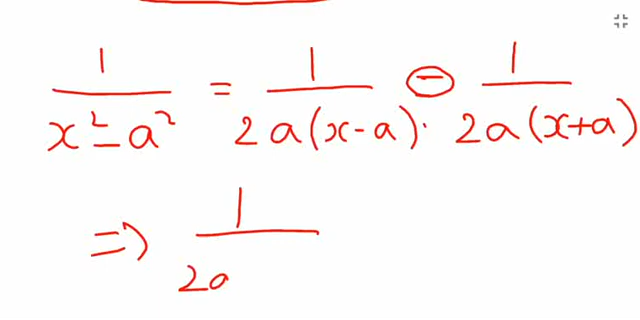 1/(x²-a²) = 1/(2a(x-a)) ⊖ 1/(2a(x+a))
⇒ 1/2a